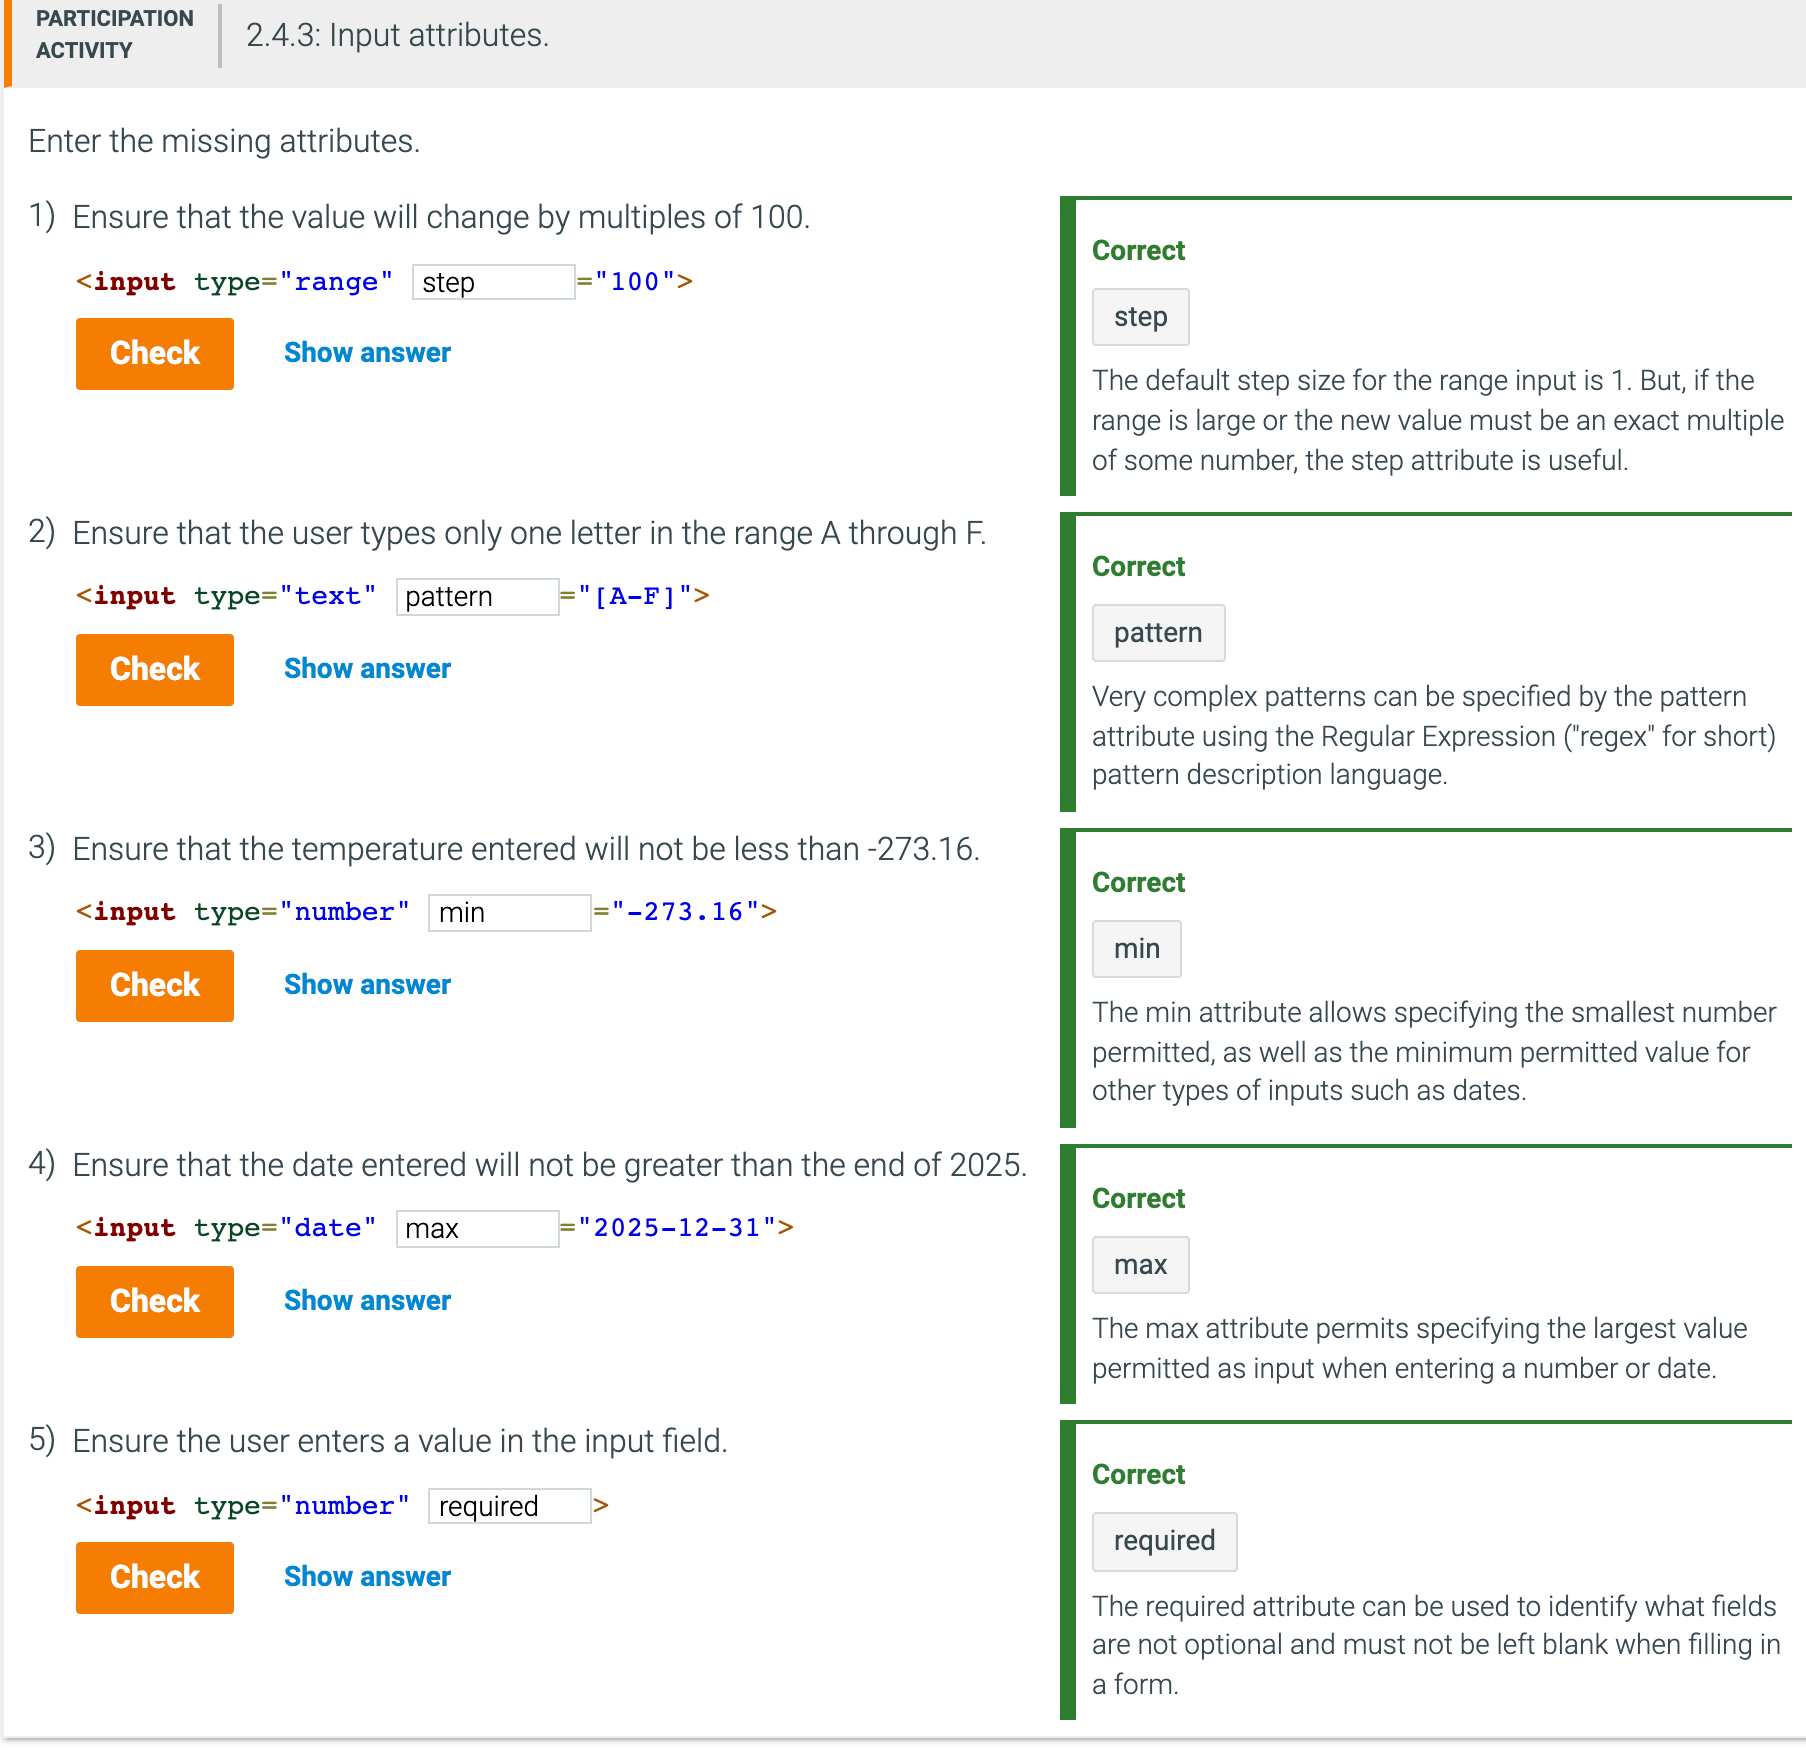 PARTICIPATION
ACTIVITY
2.4.3: Input attributes.
Enter the missing attributes.
1) Ensure that the value will change by multiples of 100.
<input type="range" step="100">
Check Show answer
Correct
step
The default step size for the range input is 1. But, if the
range is large or the new value must be an exact multiple
of some number, the step attribute is useful.
2) Ensure that the user types only one letter in the range A through F.
<input type="text" pattern="[A-F]">
Check Show answer
Correct
pattern
Very complex patterns can be specified by the pattern
attribute using the Regular Expression ("regex" for short)
pattern description language.
3) Ensure that the temperature entered will not be less than -273.16.
<input type="number" min="-273.16">
Check Show answer
Correct
min
The min attribute allows specifying the smallest number
permitted, as well as the minimum permitted value for
other types of inputs such as dates.
4) Ensure that the date entered will not be greater than the end of 2025.
<input type="date" max="2025-12-31">
Check Show answer
Correct
max
The max attribute permits specifying the largest value
permitted as input when entering a number or date.
5) Ensure the user enters a value in the input field.
<input type="number" required>
Check Show answer
Correct
required
The required attribute can be used to identify what fields
are not optional and must not be left blank when filling in
a form.